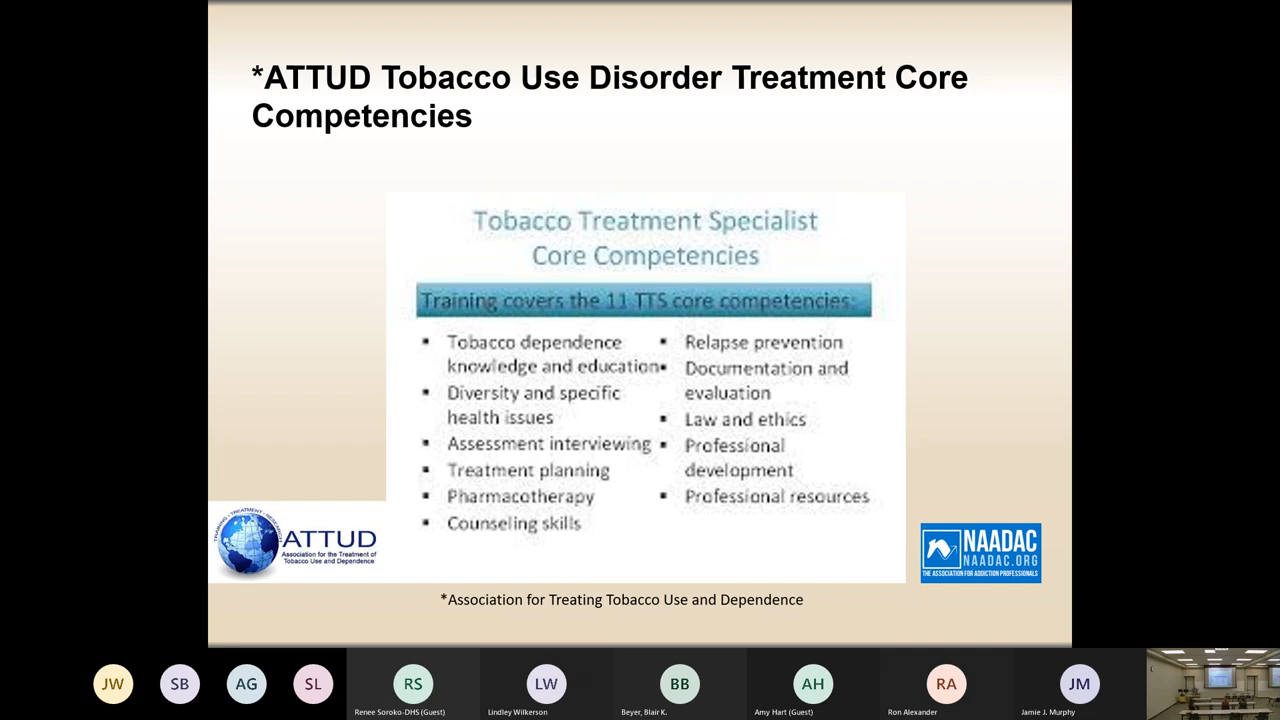 *ATTUD Tobacco Use Disorder Treatment Core
Competencies
Tobacco Treatment Specialist
Core Competencies
Training covers the 11 TTS core competencies:
▪ Tobacco dependence
knowledge and education
▪ Diversity and specific
health issues
▪ Assessment interviewing
▪ Treatment planning
▪ Pharmacotherapy
▪ Counseling skills
▪ Relapse prevention
▪ Documentation and
evaluation
▪ Law and ethics
▪ Professional
development
▪ Professional resources
TRAINING • TREATMENT • RESEARCH
ATTUD
Association for the Treatment of
Tobacco Use and Dependence
NAADAC
NAADAC.ORG
THE ASSOCIATION FOR ADDICTION PROFESSIONALS
*Association for Treating Tobacco Use and Dependence
JW
SB
AG
SL
RS
Renee Soroko-DHS (Guest)
LW
Lindley Wilkerson
BB
Beyer, Blair K.
AH
Amy Hart (Guest)
RA
Ron Alexander
JM
Jamie J. Murphy